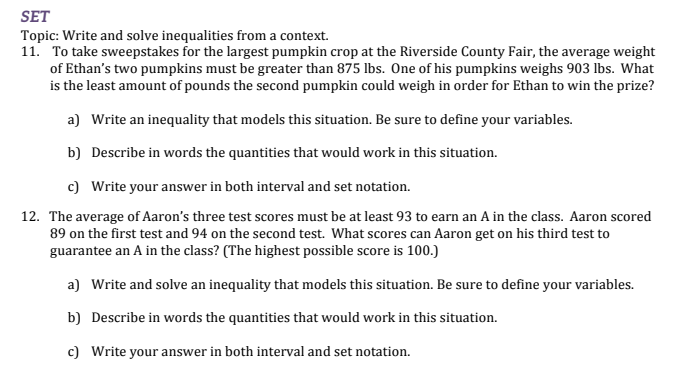 SET
Topic: Write and solve inequalities from a context.
11. To take sweepstakes for the largest pumpkin crop at the Riverside County Fair, the average weight
of Ethan's two pumpkins must be greater than 875 lbs. One of his pumpkins weighs 903 lbs. What
is the least amount of pounds the second pumpkin could weigh in order for Ethan to win the prize?
a) Write an inequality that models this situation. Be sure to define your variables.
b) Describe in words the quantities that would work in this situation.
c) Write your answer in both interval and set notation.
12. The average of Aaron's three test scores must be at least 93 to earn an A in the class. Aaron scored
89 on the first test and 94 on the second test. What scores can Aaron get on his third test to
guarantee an A in the class? (The highest possible score is 100.)
a) Write and solve an inequality that models this situation. Be sure to define your variables.
b) Describe in words the quantities that would work in this situation.
c) Write your answer in both interval and set notation.